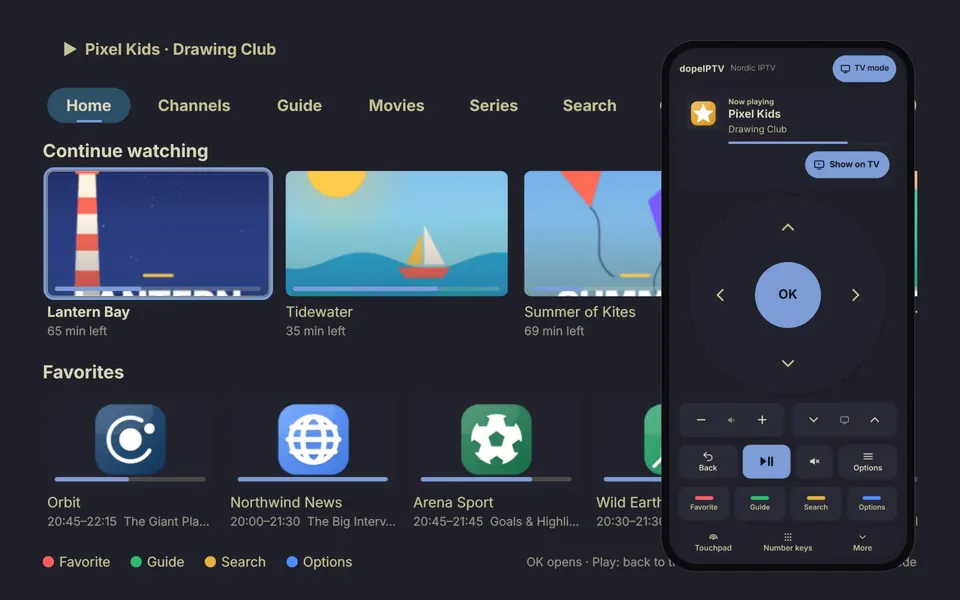 Pixel Kids · Drawing Club
Home
Channels
Guide
Movies
Series
Search
Continue watching
Lantern Bay
65 min left
Tidewater
35 min left
Summer of Kites
69 min left
Favorites
Orbit
20:45–22:15 The Giant Pla...
Northwind News
20:00–21:30 The Big Interv...
Arena Sport
20:45–21:45 Goals & Highli...
Wild Earth
20:30–21:30
Favorite
Guide
Search
Options
OK opens · Play: back to
dopeIPTV
Nordic IPTV
TV mode
Now playing
Pixel Kids
Drawing Club
Show on TV
OK
Back
Options
Favorite
Guide
Search
Options
Touchpad
Number keys
More